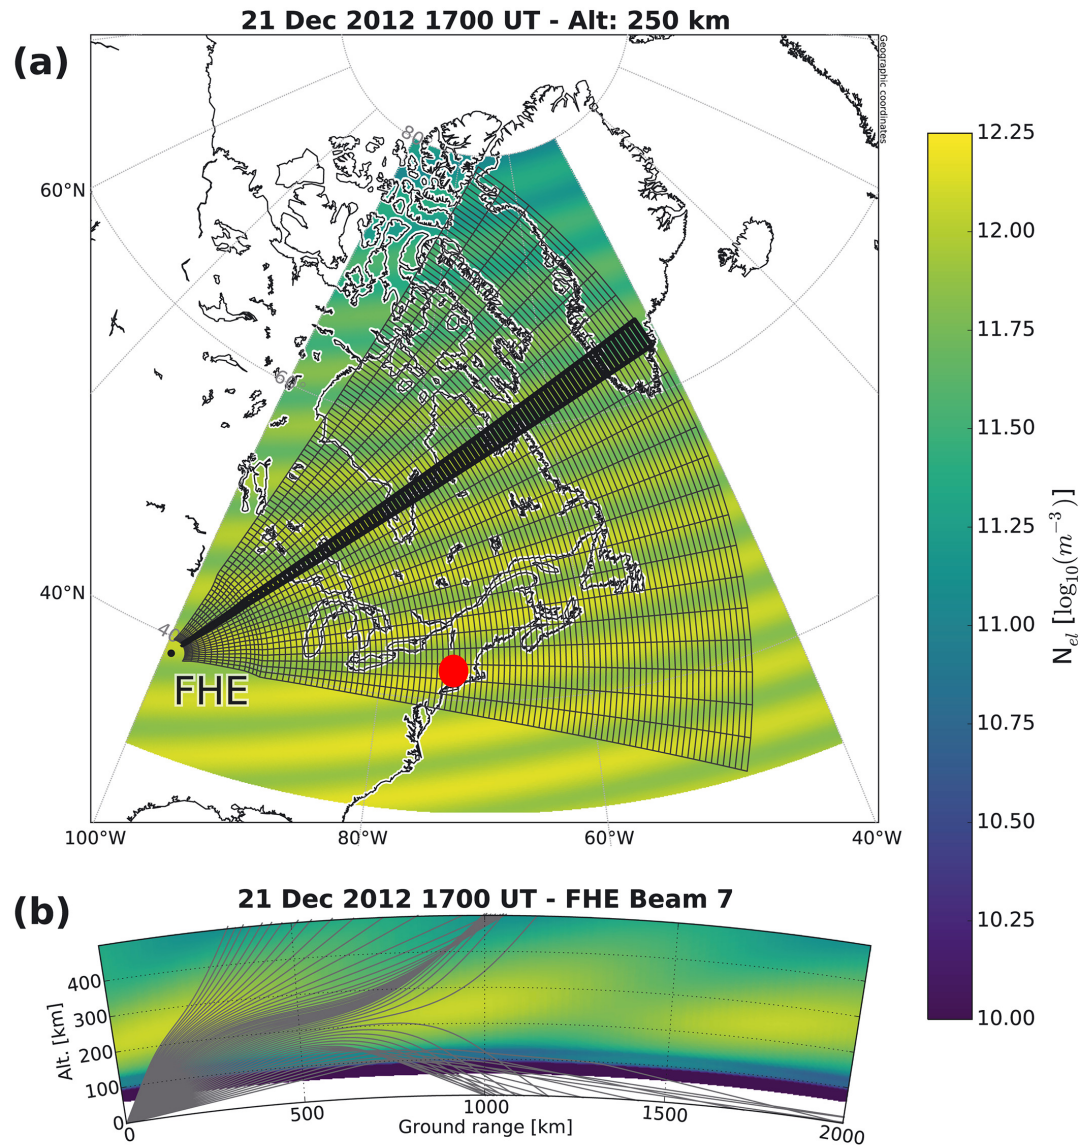 21 Dec 2012 1700 UT - Alt: 250 km
(a)
Geographic coordinates
80°
12.25
60°N
12.00
11.75
60°
11.50
11.25
N_el [log_10(m^-3)]
40°N
11.00
40
FHE
10.75
100°W 80°W 60°W 40°W
10.50
21 Dec 2012 1700 UT - FHE Beam 7
(b)
10.25
400
300
200
100
0
Alt. [km]
10.00
0 500 1000 1500 2000
Ground range [km]